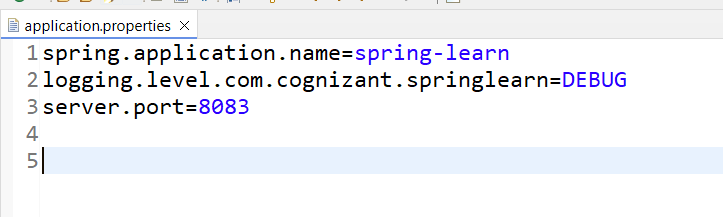 application.properties
1 spring.application.name=spring-learn
2 logging.level.com.cognizant.springlearn=DEBUG
3 server.port=8083
4
5